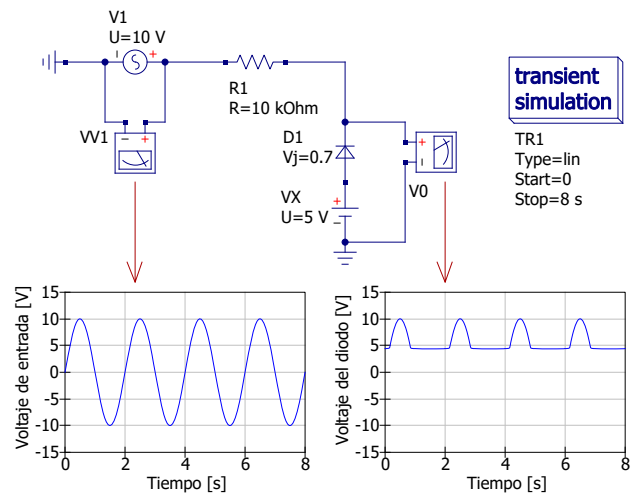 V1
U=10 V
R1
R=10 kOhm
VV1
D1
Vj=0.7
VX
U=5 V
V0
transient
simulation
TR1
Type=lin
Start=0
Stop=8 s
Voltaje de entrada [V]
15
10
5
0
-5
-10
-15
0 2 4 6 8
Tiempo [s]
Voltaje del diodo [V]
15
10
5
0
-5
-10
-15
0 2 4 6 8
Tiempo [s]